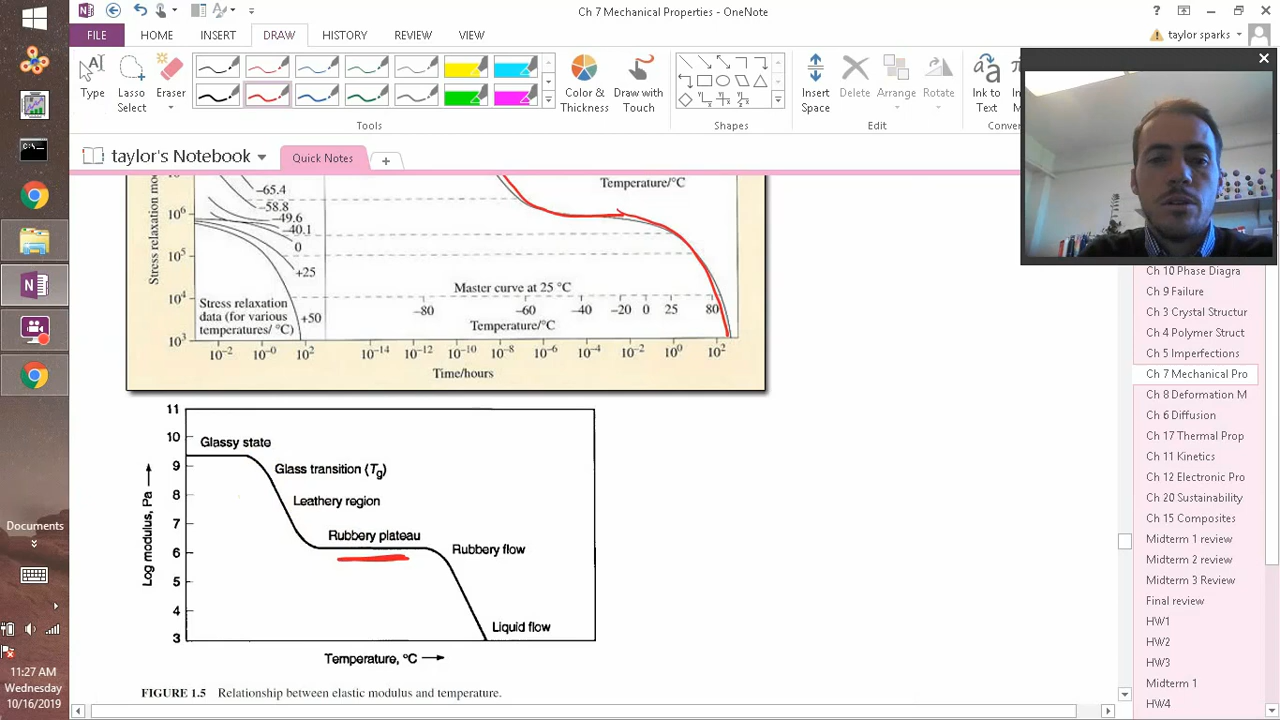 Ch 7 Mechanical Properties - OneNote
FILE HOME INSERT DRAW HISTORY REVIEW VIEW
taylor sparks
Type
Lasso Select
Eraser
Color & Thickness
Draw with Touch
Insert Space
Delete
Arrange
Rotate
Ink to Text
Tools
Shapes
Edit
taylor's Notebook
Quick Notes
Stress relaxation
10⁶
10⁵
10⁴
10³
−65.4
−58.8
−49.6
−40.1
0
+25
+50
Stress relaxation
data (for various
temperatures/ °C)
Temperature/°C
Master curve at 25 °C
−80 −60 −40 −20 0 25 80
Temperature/°C
10⁻² 10⁻⁰ 10² 10⁻¹⁴ 10⁻¹² 10⁻¹⁰ 10⁻⁸ 10⁻⁶ 10⁻⁴ 10⁻² 10⁰ 10²
Time/hours
11
10
9
8
7
6
5
4
3
Log modulus, Pa
Glassy state
Glass transition (Tg)
Leathery region
Rubbery plateau
Rubbery flow
Liquid flow
Temperature, °C
FIGURE 1.5 Relationship between elastic modulus and temperature.
Ch 10 Phase Diagra
Ch 9 Failure
Ch 3 Crystal Structur
Ch 4 Polymer Struct
Ch 5 Imperfections
Ch 7 Mechanical Pro
Ch 8 Deformation M
Ch 6 Diffusion
Ch 17 Thermal Prop
Ch 11 Kinetics
Ch 12 Electronic Pro
Ch 20 Sustainability
Ch 15 Composites
Midterm 1 review
Midterm 2 review
Midterm 3 Review
Final review
HW1
HW2
HW3
Midterm 1
HW4
Documents
11:27 AM
Wednesday
10/16/2019